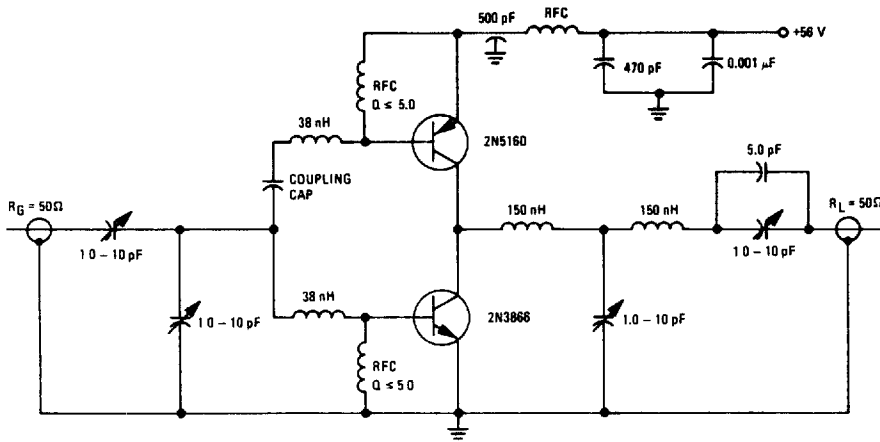 500 pF
RFC
+56 V
RFC
Q ≤ 5.0
470 pF
0.001 µF
38 nH
2N5160
COUPLING
CAP
5.0 pF
RG = 50Ω
150 nH
150 nH
RL = 50Ω
1 0 – 10 pF
1 0 – 10 pF
38 nH
1 0 – 10 pF
2N3866
1.0 – 10 pF
RFC
Q ≤ 5 0